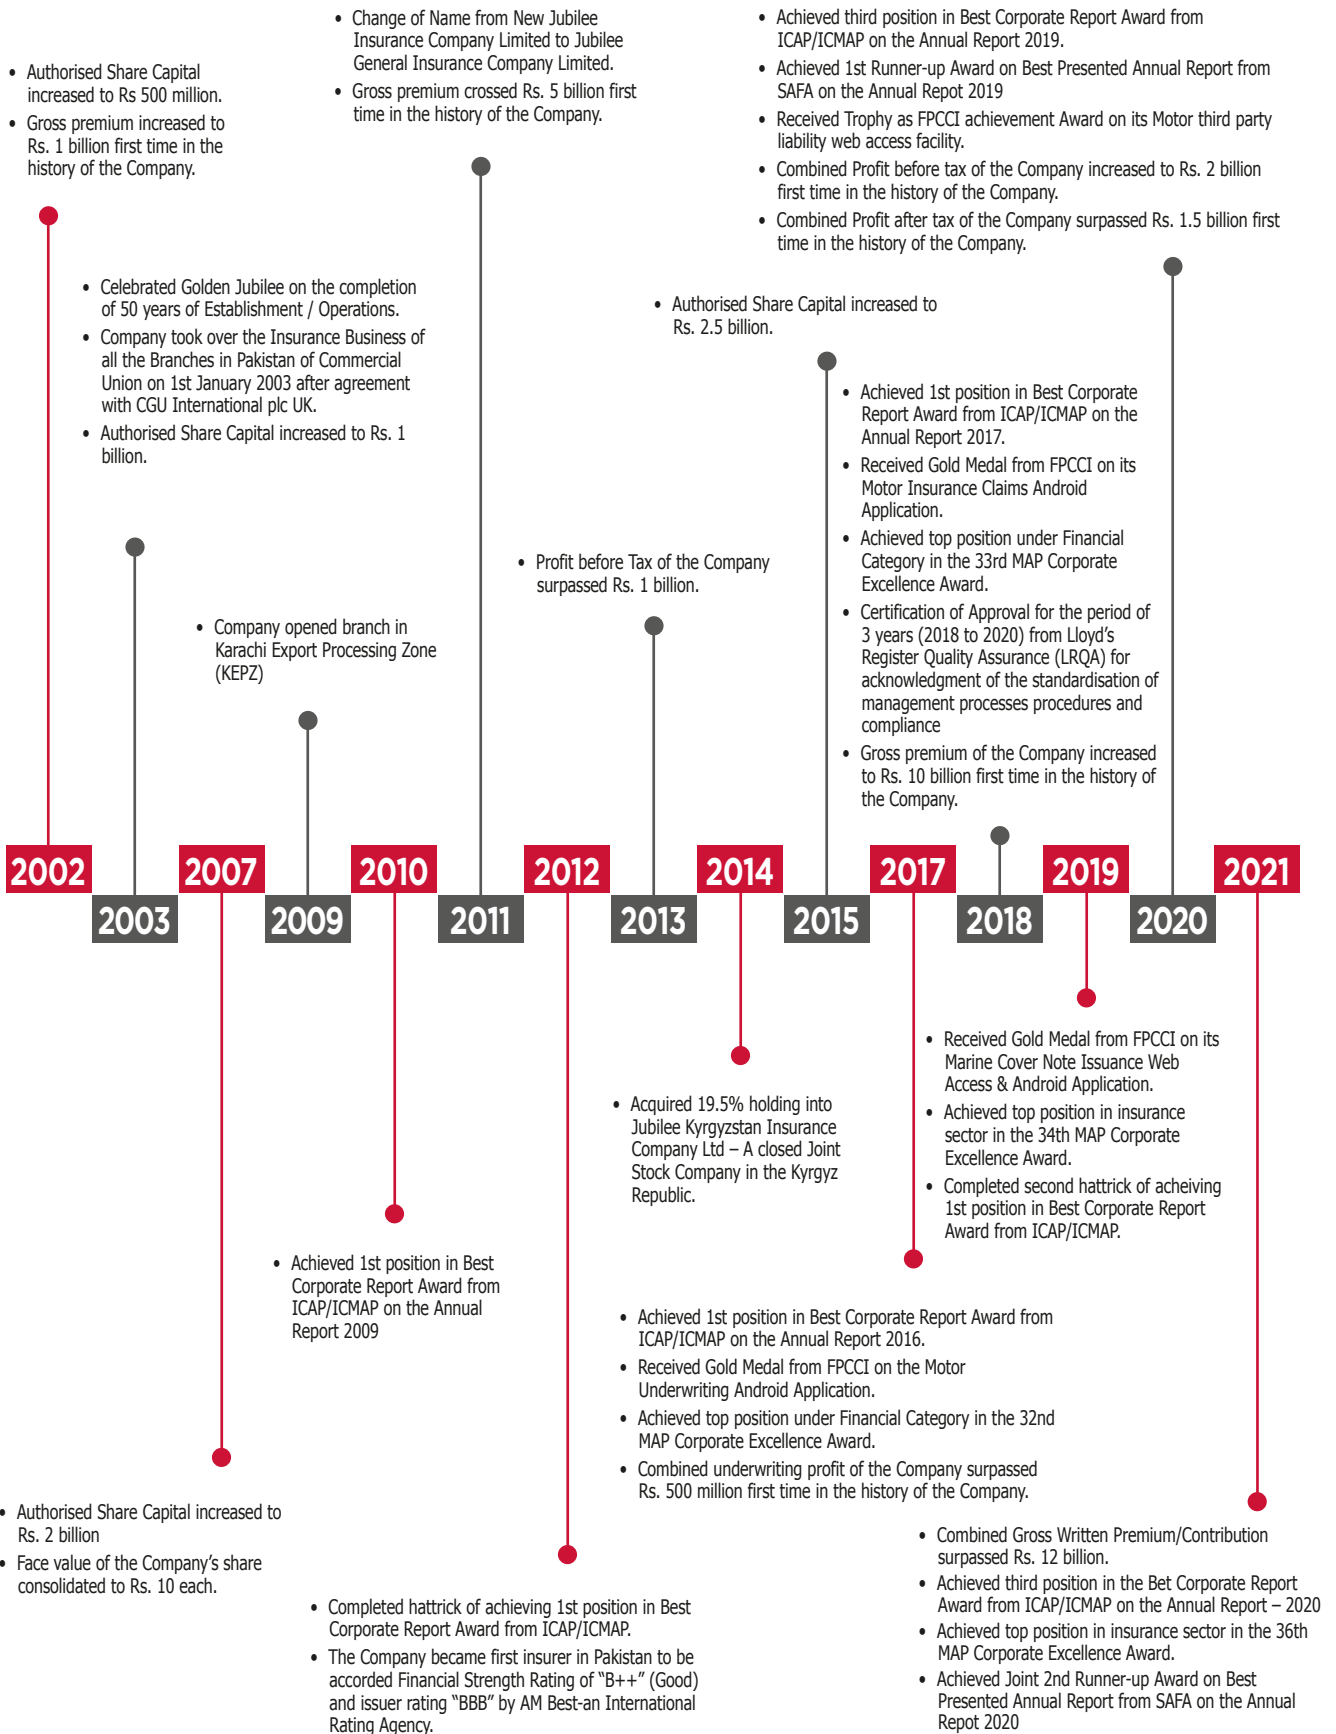 • Authorised Share Capital
increased to Rs 500 million.
• Gross premium increased to
Rs. 1 billion first time in the
history of the Company.
• Change of Name from New Jubilee
Insurance Company Limited to Jubilee
General Insurance Company Limited.
• Gross premium crossed Rs. 5 billion first
time in the history of the Company.
• Achieved third position in Best Corporate Report Award from
ICAP/ICMAP on the Annual Report 2019.
• Achieved 1st Runner-up Award on Best Presented Annual Report from
SAFA on the Annual Repot 2019
• Received Trophy as FPCCI achievement Award on its Motor third party
liability web access facility.
• Combined Profit before tax of the Company increased to Rs. 2 billion
first time in the history of the Company.
• Combined Profit after tax of the Company surpassed Rs. 1.5 billion first
time in the history of the Company.
• Celebrated Golden Jubilee on the completion
of 50 years of Establishment / Operations.
• Company took over the Insurance Business of
all the Branches in Pakistan of Commercial
Union on 1st January 2003 after agreement
with CGU International plc UK.
• Authorised Share Capital increased to Rs. 1
billion.
• Authorised Share Capital increased to
Rs. 2.5 billion.
• Achieved 1st position in Best Corporate
Report Award from ICAP/ICMAP on the
Annual Report 2017.
• Received Gold Medal from FPCCI on its
Motor Insurance Claims Android
Application.
• Achieved top position under Financial
Category in the 33rd MAP Corporate
Excellence Award.
• Certification of Approval for the period of
3 years (2018 to 2020) from Lloyd's
Register Quality Assurance (LRQA) for
acknowledgment of the standardisation of
management processes procedures and
compliance
• Gross premium of the Company increased
to Rs. 10 billion first time in the history of
the Company.
• Profit before Tax of the Company
surpassed Rs. 1 billion.
• Company opened branch in
Karachi Export Processing Zone
(KEPZ)
2002
2007
2010
2012
2014
2017
2019
2021
2003
2009
2011
2013
2015
2018
2020
• Received Gold Medal from FPCCI on its
Marine Cover Note Issuance Web
Access & Android Application.
• Achieved top position in insurance
sector in the 34th MAP Corporate
Excellence Award.
• Completed second hattrick of acheiving
1st position in Best Corporate Report
Award from ICAP/ICMAP.
• Acquired 19.5% holding into
Jubilee Kyrgyzstan Insurance
Company Ltd – A closed Joint
Stock Company in the Kyrgyz
Republic.
• Achieved 1st position in Best
Corporate Report Award from
ICAP/ICMAP on the Annual
Report 2009
• Achieved 1st position in Best Corporate Report Award from
ICAP/ICMAP on the Annual Report 2016.
• Received Gold Medal from FPCCI on the Motor
Underwriting Android Application.
• Achieved top position under Financial Category in the 32nd
MAP Corporate Excellence Award.
• Combined underwriting profit of the Company surpassed
Rs. 500 million first time in the history of the Company.
• Authorised Share Capital increased to
Rs. 2 billion
• Face value of the Company's share
consolidated to Rs. 10 each.
• Completed hattrick of achieving 1st position in Best
Corporate Report Award from ICAP/ICMAP.
• The Company became first insurer in Pakistan to be
accorded Financial Strength Rating of "B++" (Good)
and issuer rating "BBB" by AM Best-an International
Rating Agency.
• Combined Gross Written Premium/Contribution
surpassed Rs. 12 billion.
• Achieved third position in the Bet Corporate Report
Award from ICAP/ICMAP on the Annual Report – 2020
• Achieved top position in insurance sector in the 36th
MAP Corporate Excellence Award.
• Achieved Joint 2nd Runner-up Award on Best
Presented Annual Report from SAFA on the Annual
Repot 2020